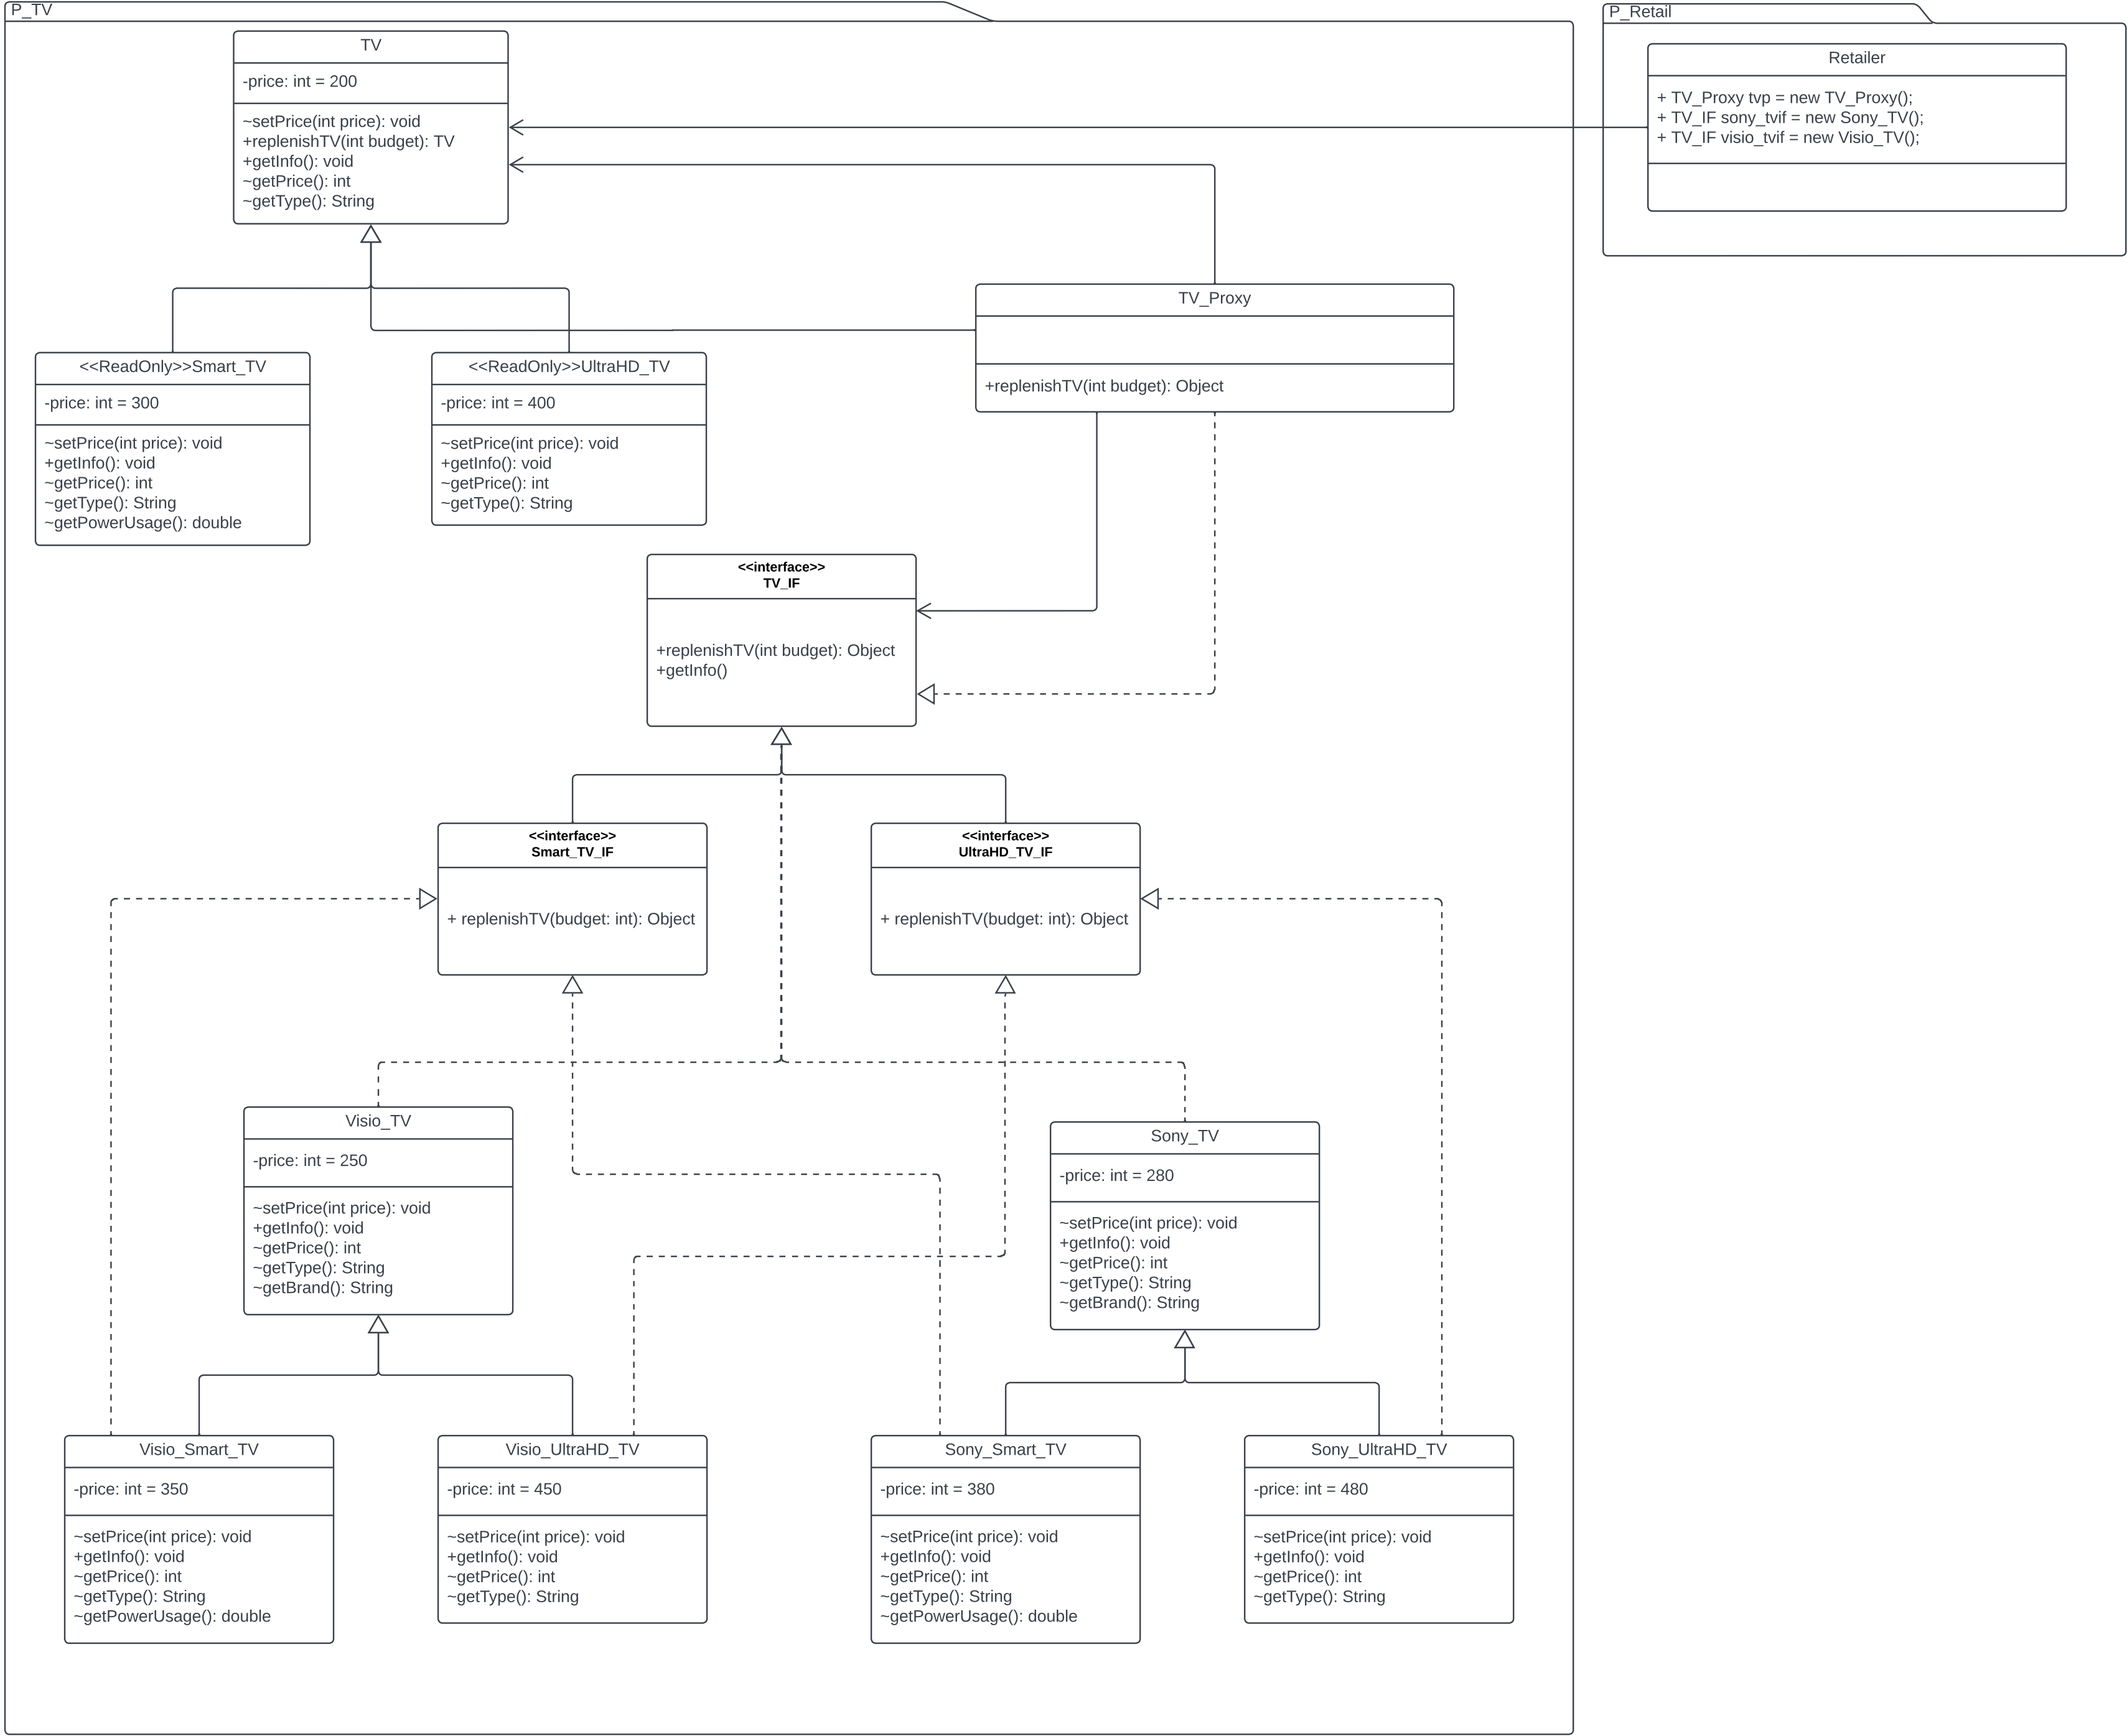 P_TV
P_Retail
TV
-price: int = 200
~setPrice(int price): void
+replenishTV(int budget): TV
+getInfo(): void
~getPrice(): int
~getType(): String
Retailer
+ TV_Proxy tvp = new TV_Proxy();
+ TV_IF sony_tvif = new Sony_TV();
+ TV_IF visio_tvif = new Visio_TV();
TV_Proxy
+replenishTV(int budget): Object
<<ReadOnly>>Smart_TV
-price: int = 300
~setPrice(int price): void
+getInfo(): void
~getPrice(): int
~getType(): String
~getPowerUsage(): double
<<ReadOnly>>UltraHD_TV
-price: int = 400
~setPrice(int price): void
+getInfo(): void
~getPrice(): int
~getType(): String
<<interface>>
TV_IF
+replenishTV(int budget): Object
+getInfo()
<<interface>>
Smart_TV_IF
+ replenishTV(budget: int): Object
<<interface>>
UltraHD_TV_IF
+ replenishTV(budget: int): Object
Visio_TV
-price: int = 250
~setPrice(int price): void
+getInfo(): void
~getPrice(): int
~getType(): String
~getBrand(): String
Sony_TV
-price: int = 280
~setPrice(int price): void
+getInfo(): void
~getPrice(): int
~getType(): String
~getBrand(): String
Visio_Smart_TV
-price: int = 350
~setPrice(int price): void
+getInfo(): void
~getPrice(): int
~getType(): String
~getPowerUsage(): double
Visio_UltraHD_TV
-price: int = 450
~setPrice(int price): void
+getInfo(): void
~getPrice(): int
~getType(): String
Sony_Smart_TV
-price: int = 380
~setPrice(int price): void
+getInfo(): void
~getPrice(): int
~getType(): String
~getPowerUsage(): double
Sony_UltraHD_TV
-price: int = 480
~setPrice(int price): void
+getInfo(): void
~getPrice(): int
~getType(): String